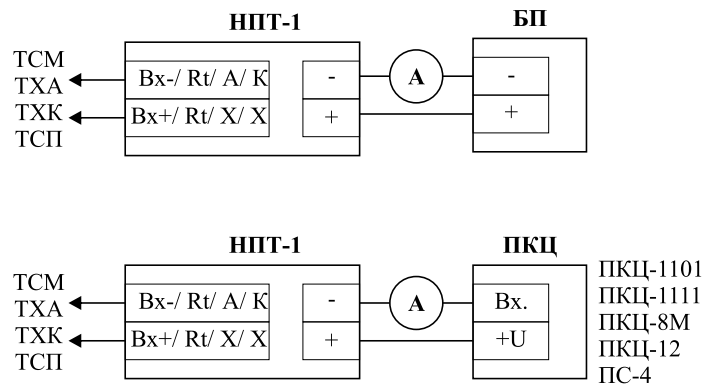 НПТ-1 БП
ТСМ
ТХА
ТХК
ТСП
Вх-/ Rt/ А/ К - А -
Вх+/ Rt/ Х/ Х + +
НПТ-1 ПКЦ
ТСМ
ТХА
ТХК
ТСП
Вх-/ Rt/ А/ К - А Вх.
Вх+/ Rt/ Х/ Х + +U
ПКЦ-1101
ПКЦ-1111
ПКЦ-8М
ПКЦ-12
ПС-4